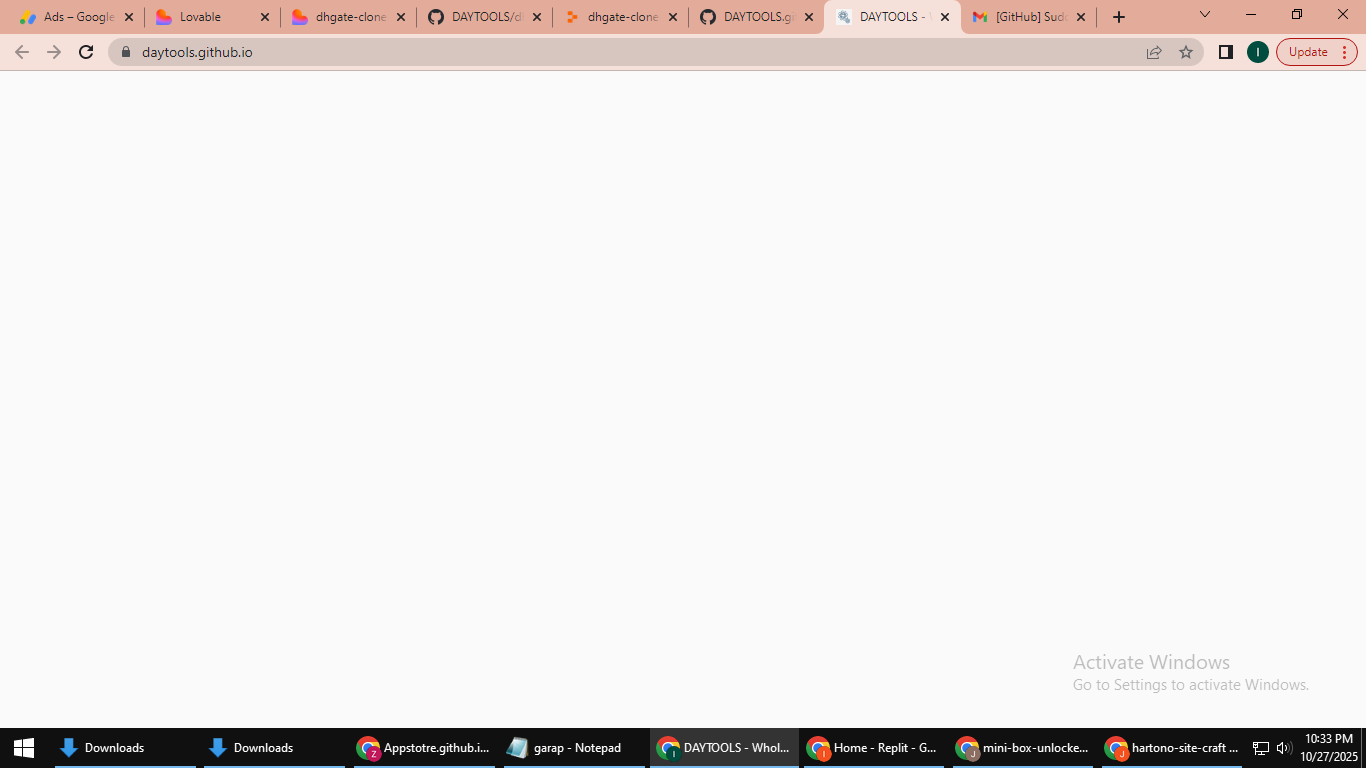 Ads – Google
Lovable
dhgate-clone
DAYTOOLS/dh
dhgate-clone
DAYTOOLS.gi
DAYTOOLS -
[GitHub] Sudo
daytools.github.io
I
Update
Activate Windows
Go to Settings to activate Windows.
Downloads
Downloads
Z
Appstotre.github.i...
garap - Notepad
I
DAYTOOLS - Whol...
I
Home - Replit - G...
J
mini-box-unlocke...
J
hartono-site-craft ...
10:33 PM
10/27/2025